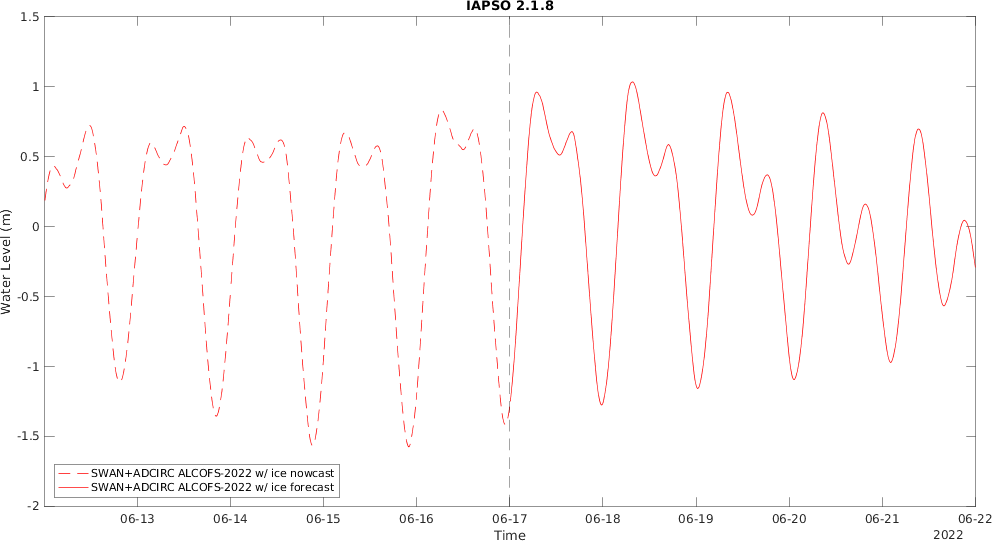 IAPSO 2.1.8
1.5
1
0.5
0
-0.5
-1
-1.5
-2
Water Level (m)
SWAN+ADCIRC ALCOFS-2022 w/ ice nowcast
SWAN+ADCIRC ALCOFS-2022 w/ ice forecast
06-13 06-14 06-15 06-16 06-17 06-18 06-19 06-20 06-21 06-22
Time
2022